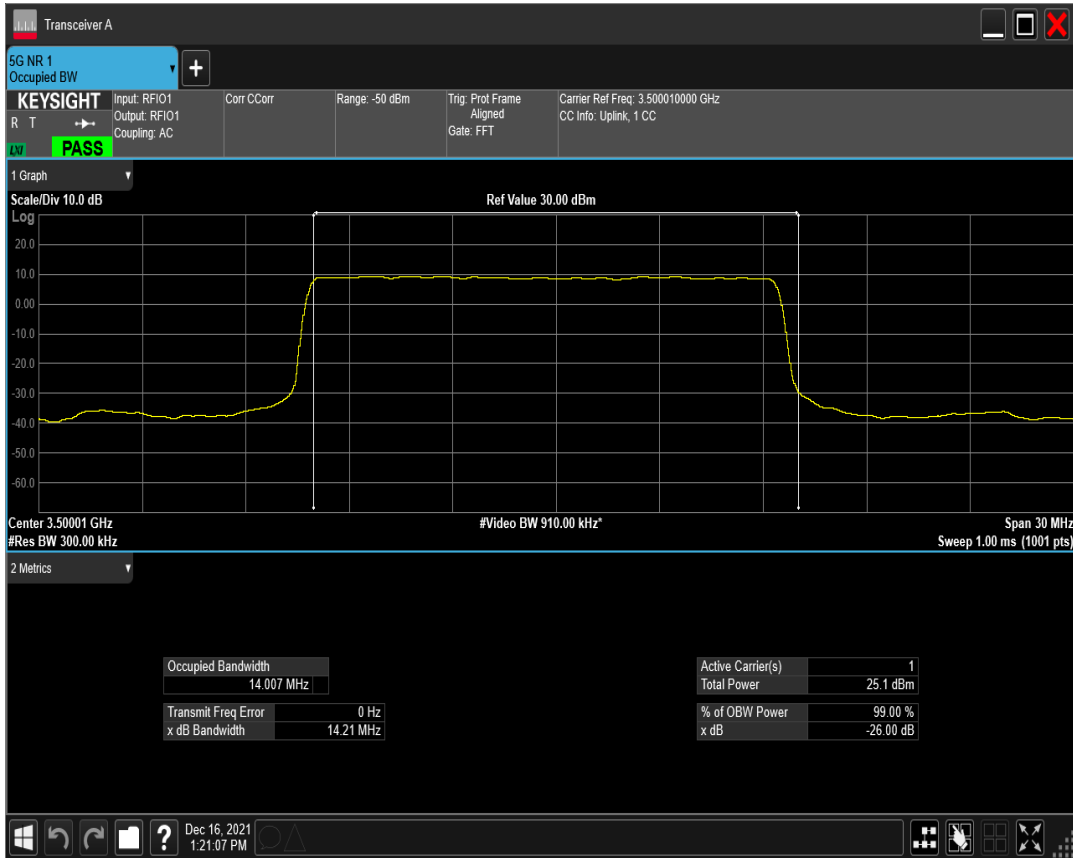 Transceiver A
5G NR 1
Occupied BW
KEYSIGHT
R T
LXI
PASS
Input: RFIO1
Output: RFIO1
Coupling: AC
Corr CCorr
Range: -50 dBm
Trig: Prot Frame
Aligned
Gate: FFT
Carrier Ref Freq: 3.500010000 GHz
CC Info: Uplink, 1 CC
1 Graph
Scale/Div 10.0 dB
Ref Value 30.00 dBm
Log
20.0
10.0
0.00
-10.0
-20.0
-30.0
-40.0
-50.0
-60.0
Center 3.50001 GHz
#Video BW 910.00 kHz*
Span 30 MHz
#Res BW 300.00 kHz
Sweep 1.00 ms (1001 pts)
2 Metrics
Occupied Bandwidth
14.007 MHz
Transmit Freq Error 0 Hz
x dB Bandwidth 14.21 MHz
Active Carrier(s) 1
Total Power 25.1 dBm
% of OBW Power 99.00 %
x dB -26.00 dB
?
Dec 16, 2021
1:21:07 PM